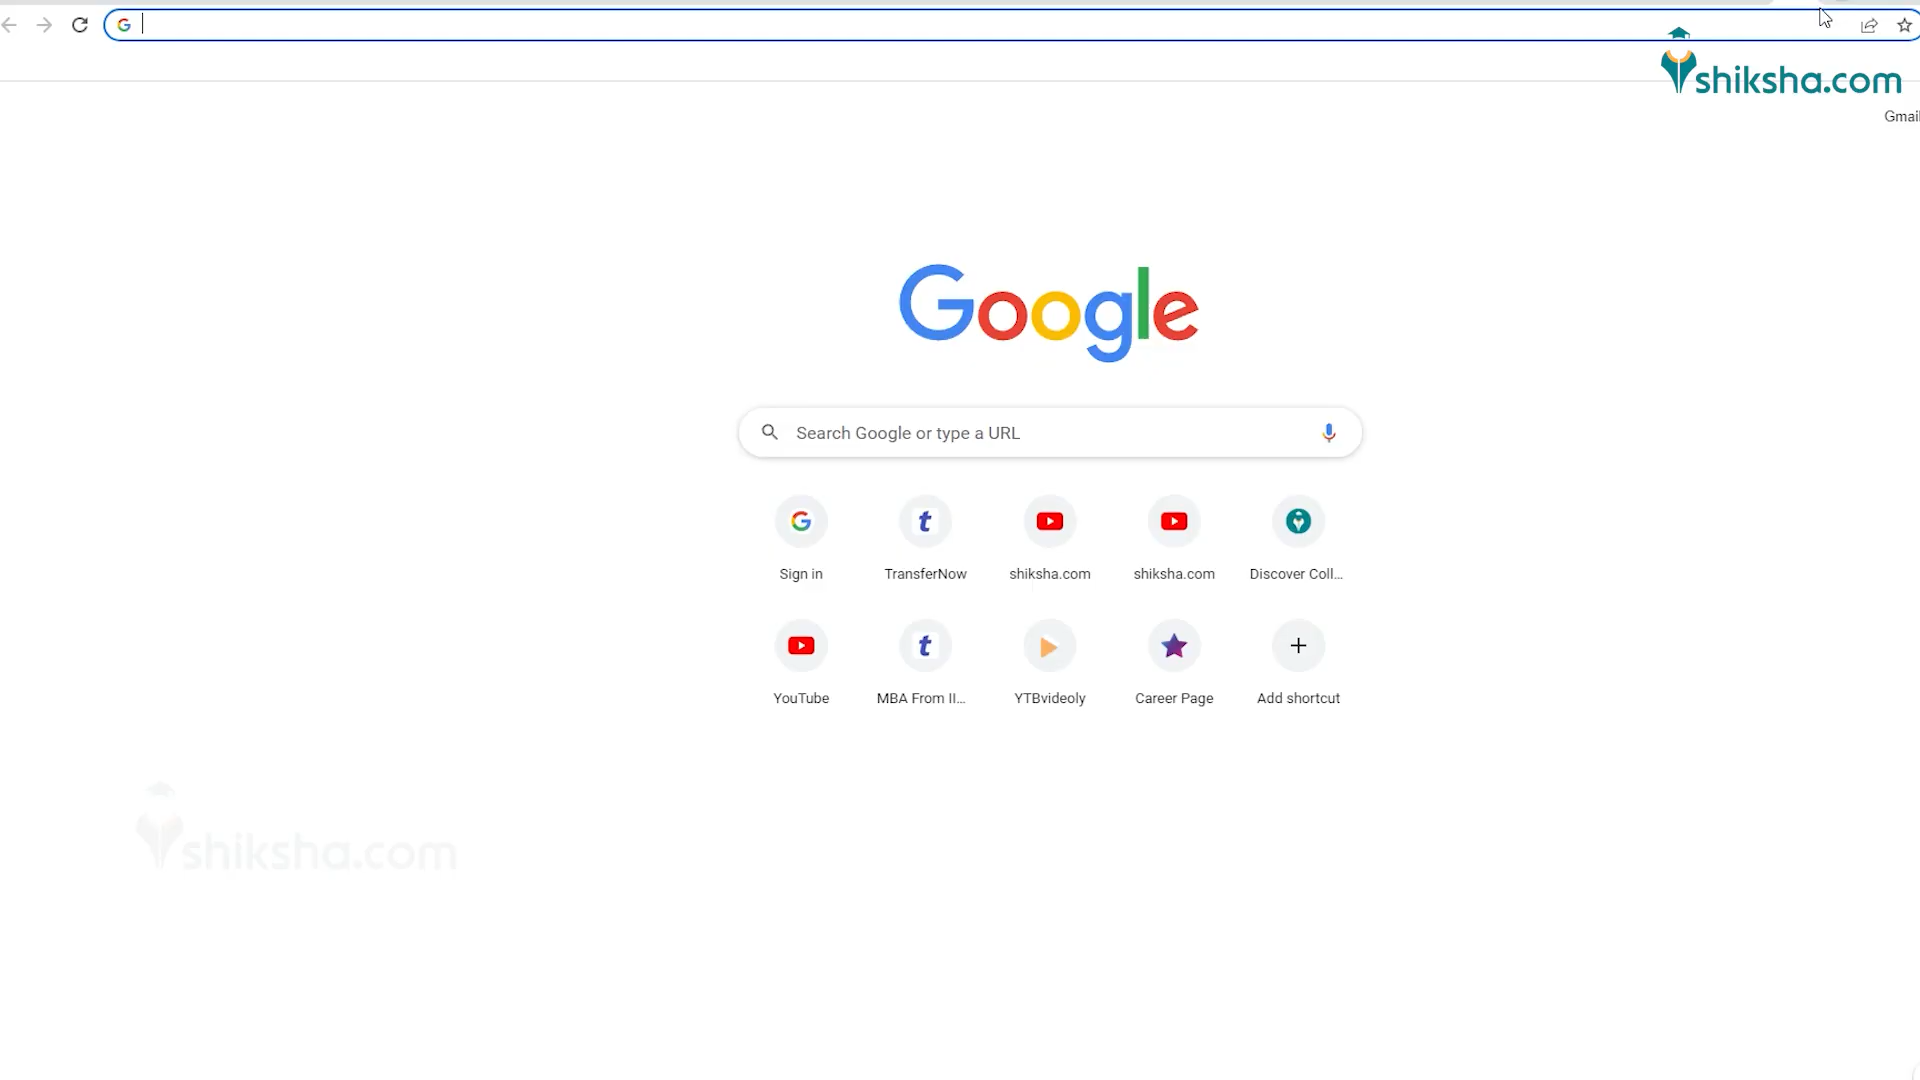 shiksha.com
Gmail
Google
Search Google or type a URL
Sign in
TransferNow
shiksha.com
shiksha.com
Discover Coll...
YouTube
MBA From II...
YTBvideoly
Career Page
Add shortcut
shiksha.com